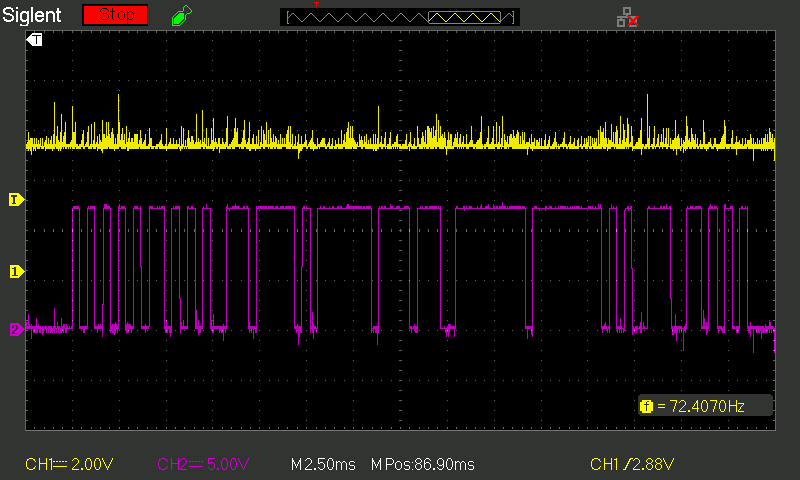 Siglent Stop T
T
T
1
2
f = 72.4070Hz
CH1 2.00V CH2 5.00V M 2.50ms M Pos:86.90ms CH1 2.88V